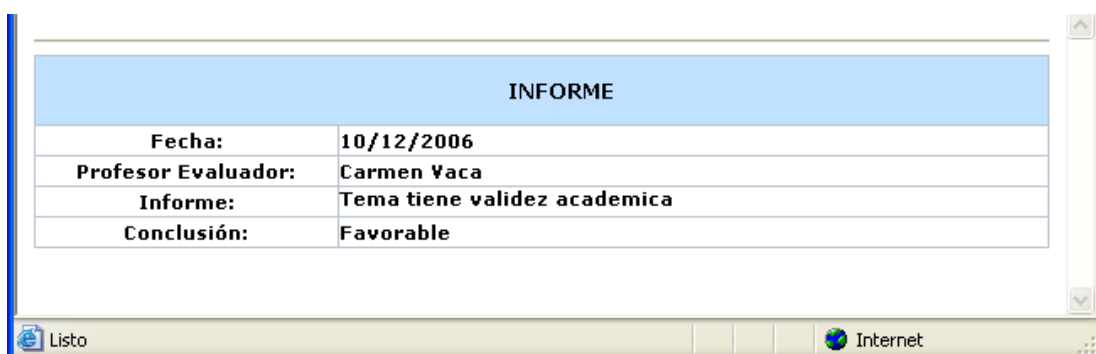 INFORME
Fecha: 10/12/2006
Profesor Evaluador: Carmen Vaca
Informe: Tema tiene validez academica
Conclusión: Favorable
Listo Internet